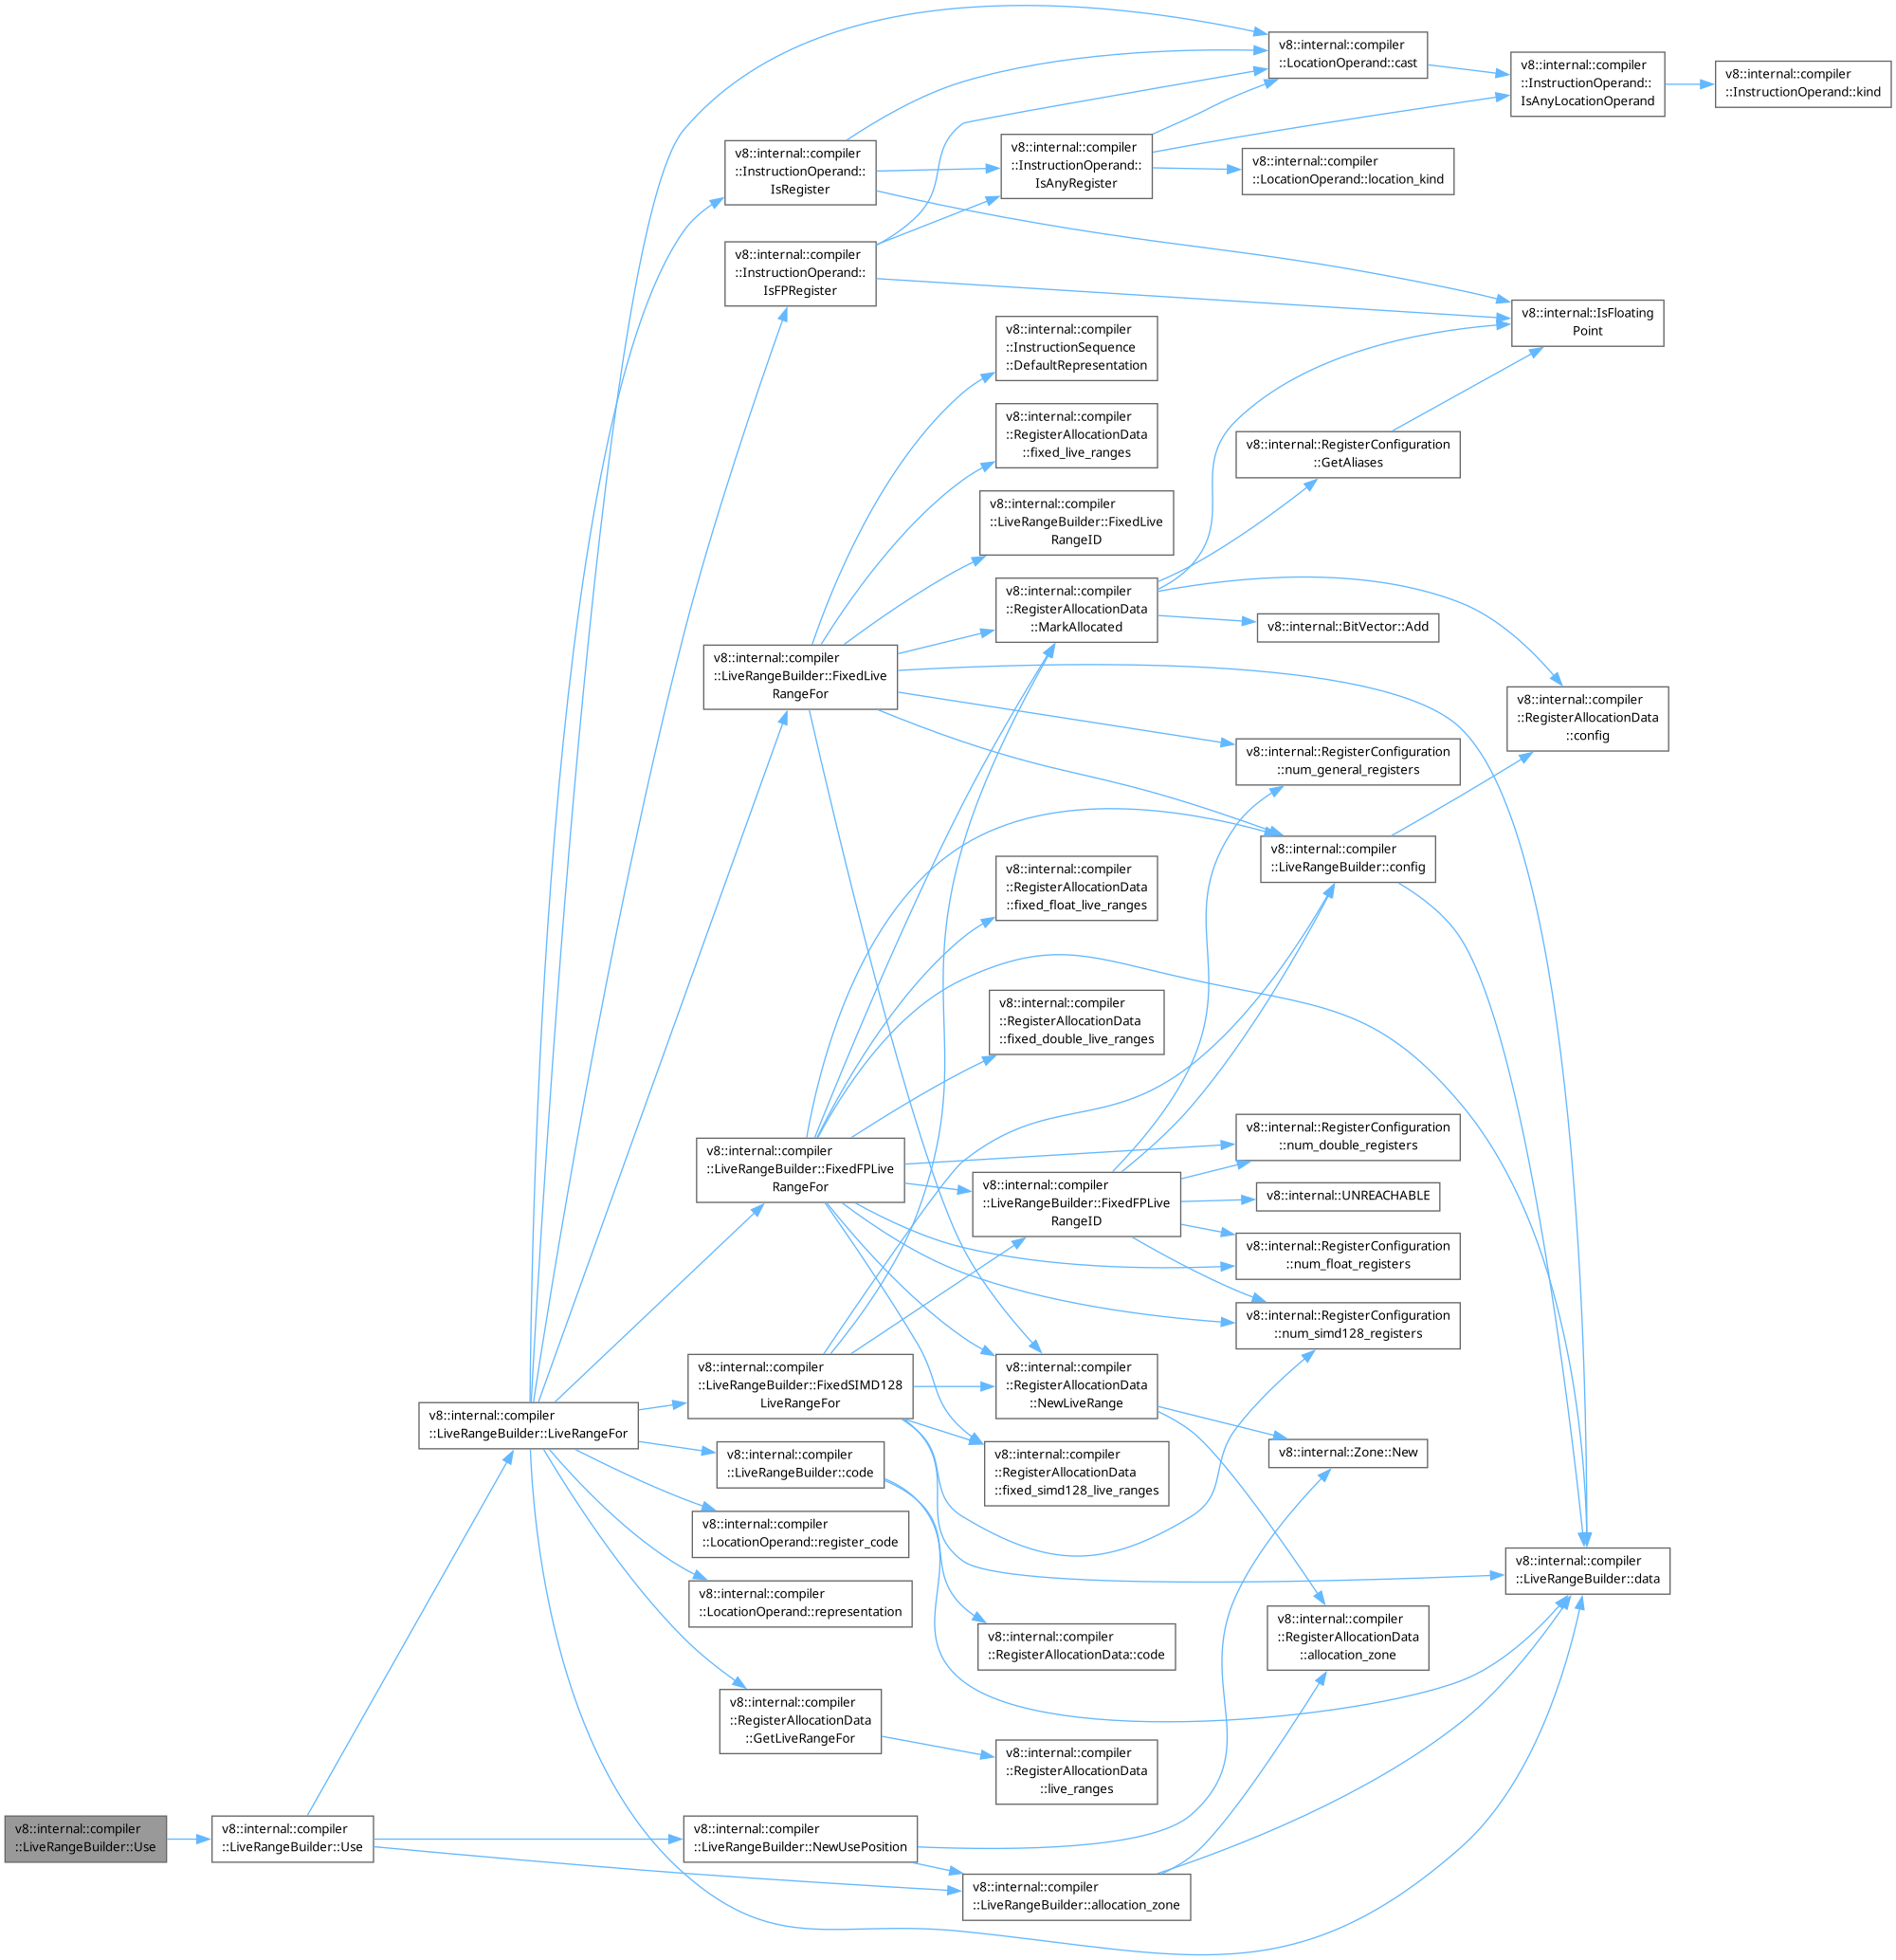 v8::internal::compiler
::LiveRangeBuilder::Use
v8::internal::compiler
::LiveRangeBuilder::Use
v8::internal::compiler
::LiveRangeBuilder::LiveRangeFor
v8::internal::compiler
::InstructionOperand::
IsRegister
v8::internal::compiler
::InstructionOperand::
IsFPRegister
v8::internal::compiler
::LiveRangeBuilder::FixedLive
RangeFor
v8::internal::compiler
::LiveRangeBuilder::FixedFPLive
RangeFor
v8::internal::compiler
::LiveRangeBuilder::FixedSIMD128
LiveRangeFor
v8::internal::compiler
::LiveRangeBuilder::code
v8::internal::compiler
::LocationOperand::register_code
v8::internal::compiler
::LocationOperand::representation
v8::internal::compiler
::RegisterAllocationData
::GetLiveRangeFor
v8::internal::compiler
::LiveRangeBuilder::NewUsePosition
v8::internal::compiler
::InstructionOperand::
IsAnyRegister
v8::internal::compiler
::InstructionSequence
::DefaultRepresentation
v8::internal::compiler
::RegisterAllocationData
::fixed_live_ranges
v8::internal::compiler
::LiveRangeBuilder::FixedLive
RangeID
v8::internal::compiler
::RegisterAllocationData
::MarkAllocated
v8::internal::compiler
::RegisterAllocationData
::fixed_float_live_ranges
v8::internal::compiler
::RegisterAllocationData
::fixed_double_live_ranges
v8::internal::compiler
::LiveRangeBuilder::FixedFPLive
RangeID
v8::internal::compiler
::RegisterAllocationData
::NewLiveRange
v8::internal::compiler
::RegisterAllocationData
::fixed_simd128_live_ranges
v8::internal::compiler
::RegisterAllocationData::code
v8::internal::compiler
::RegisterAllocationData
::live_ranges
v8::internal::compiler
::LiveRangeBuilder::allocation_zone
v8::internal::compiler
::LocationOperand::cast
v8::internal::compiler
::LocationOperand::location_kind
v8::internal::RegisterConfiguration
::GetAliases
v8::internal::BitVector::Add
v8::internal::RegisterConfiguration
::num_general_registers
v8::internal::compiler
::LiveRangeBuilder::config
v8::internal::RegisterConfiguration
::num_double_registers
v8::internal::UNREACHABLE
v8::internal::RegisterConfiguration
::num_float_registers
v8::internal::RegisterConfiguration
::num_simd128_registers
v8::internal::Zone::New
v8::internal::compiler
::RegisterAllocationData
::allocation_zone
v8::internal::compiler
::InstructionOperand::
IsAnyLocationOperand
v8::internal::IsFloating
Point
v8::internal::compiler
::RegisterAllocationData
::config
v8::internal::compiler
::LiveRangeBuilder::data
v8::internal::compiler
::InstructionOperand::kind